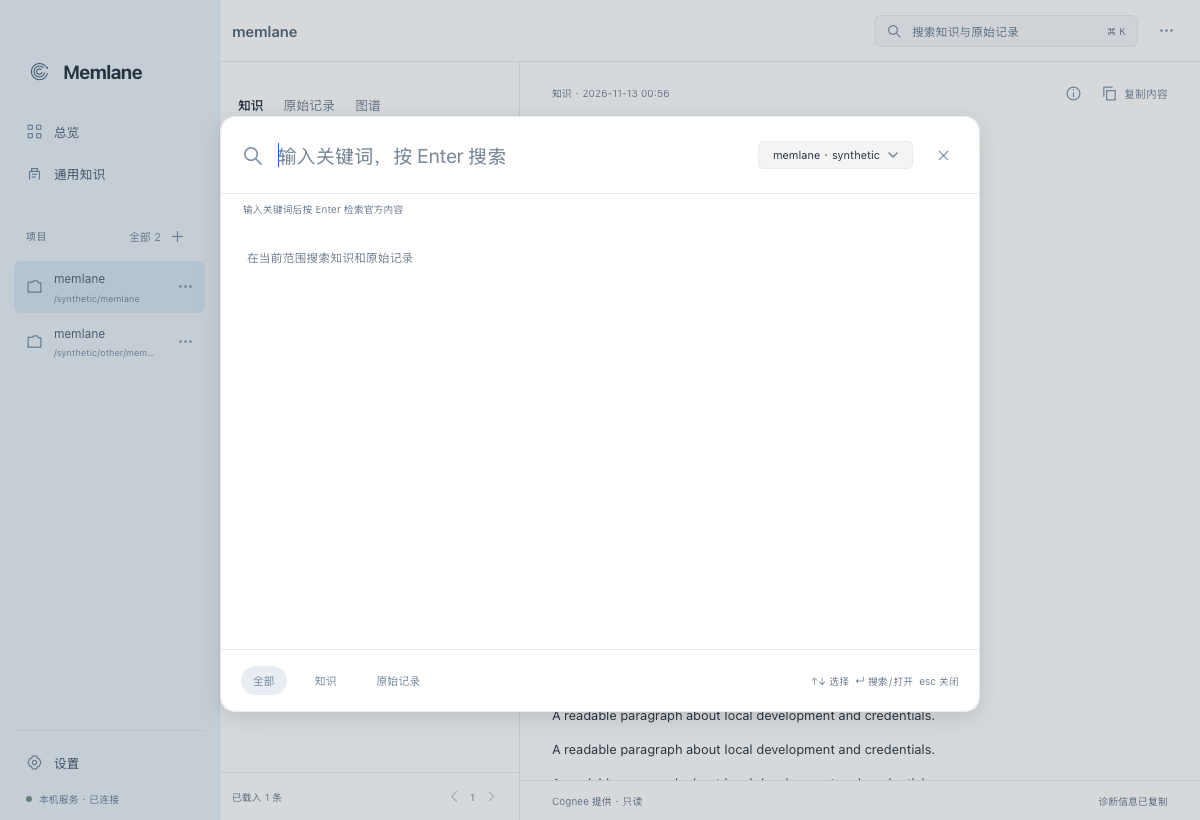 Memlane
总览
通用知识
项目
全部 2
memlane
/synthetic/memlane
memlane
/synthetic/other/mem...
设置
本机服务 · 已连接
memlane
搜索知识与原始记录
⌘ K
知识
原始记录
图谱
知识 · 2026-11-13 00:56
复制内容
输入关键词，按 Enter 搜索
memlane · synthetic
输入关键词后按 Enter 检索官方内容
在当前范围搜索知识和原始记录
全部
知识
原始记录
↑↓ 选择 ↵ 搜索/打开 esc 关闭
A readable paragraph about local development and credentials.
A readable paragraph about local development and credentials.
已载入 1 条
1
Cognee 提供 · 只读
诊断信息已复制